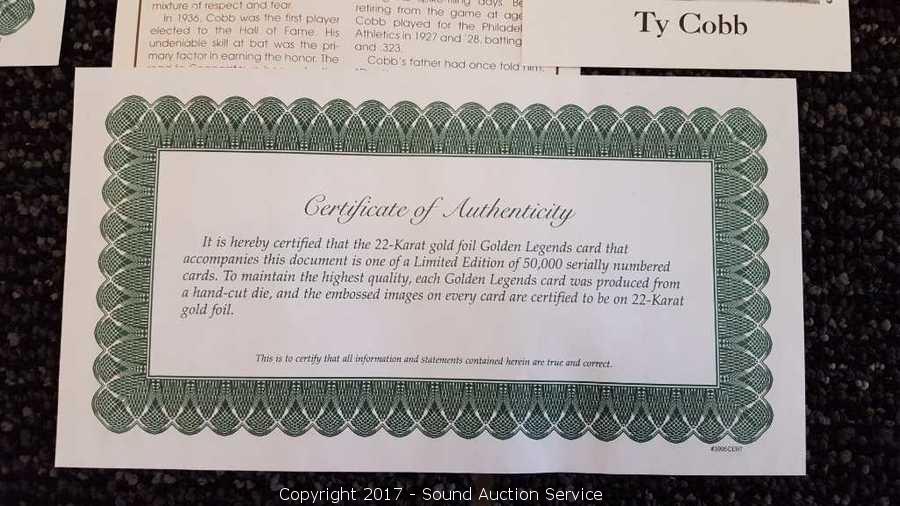 mixture of respect and fear.
In 1936, Cobb was the first player
elected to the Hall of Fame. His
undeniable skill at bat was the pri-
mary factor in earning the honor. The
retiring from the game at age
Cobb played for the Philadel
Athletics in 1927 and '28, batting
and .323.
Cobb's father had once told him,
Ty Cobb
Certificate of Authenticity
It is hereby certified that the 22-Karat gold foil Golden Legends card that
accompanies this document is one of a Limited Edition of 50,000 serially numbered
cards. To maintain the highest quality, each Golden Legends card was produced from
a hand-cut die, and the embossed images on every card are certified to be on 22-Karat
gold foil.
This is to certify that all information and statements contained herein are true and correct.
Copyright 2017 - Sound Auction Service